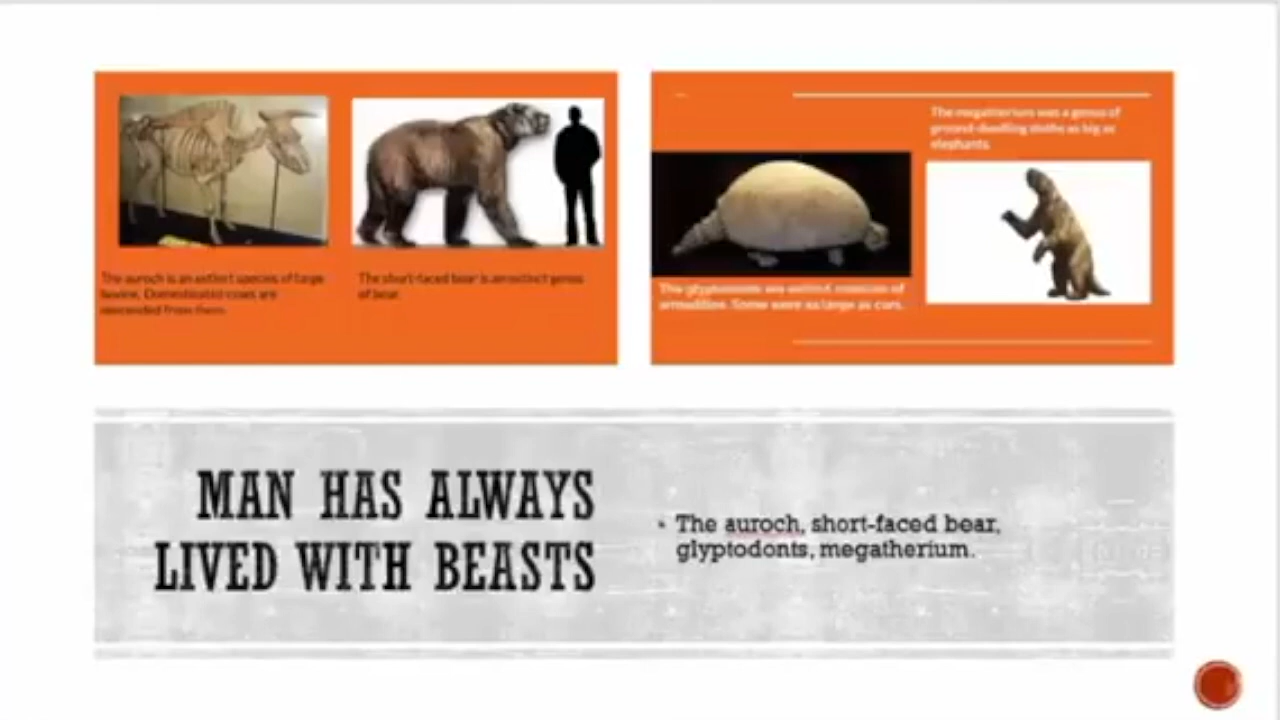 The auroch is an extinct species of large
bovine. Domesticated cows are
descended from them.
The short-faced bear is an extinct genus
of bear.
The megatherium was a genus of
ground-dwelling sloths as big as
elephants.
The glyptodonts are extinct cousins of
armadillos. Some were as large as cars.
MAN HAS ALWAYS
LIVED WITH BEASTS
The auroch, short-faced bear,
glyptodonts, megatherium.